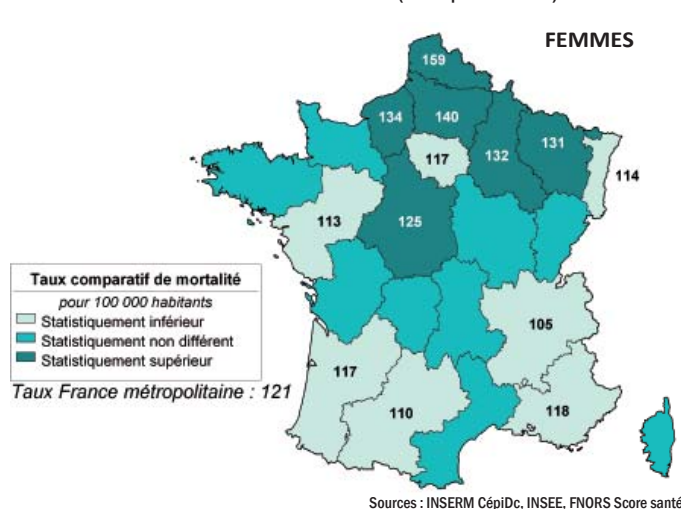 FEMMES
159
134
140
117
132
131
114
113
125
Taux comparatif de mortalité
pour 100 000 habitants
Statistiquement inférieur
Statistiquement non différent
Statistiquement supérieur
Taux France métropolitaine : 121
105
117
110
118
Sources : INSERM CépiDc, INSEE, FNORS Score santé